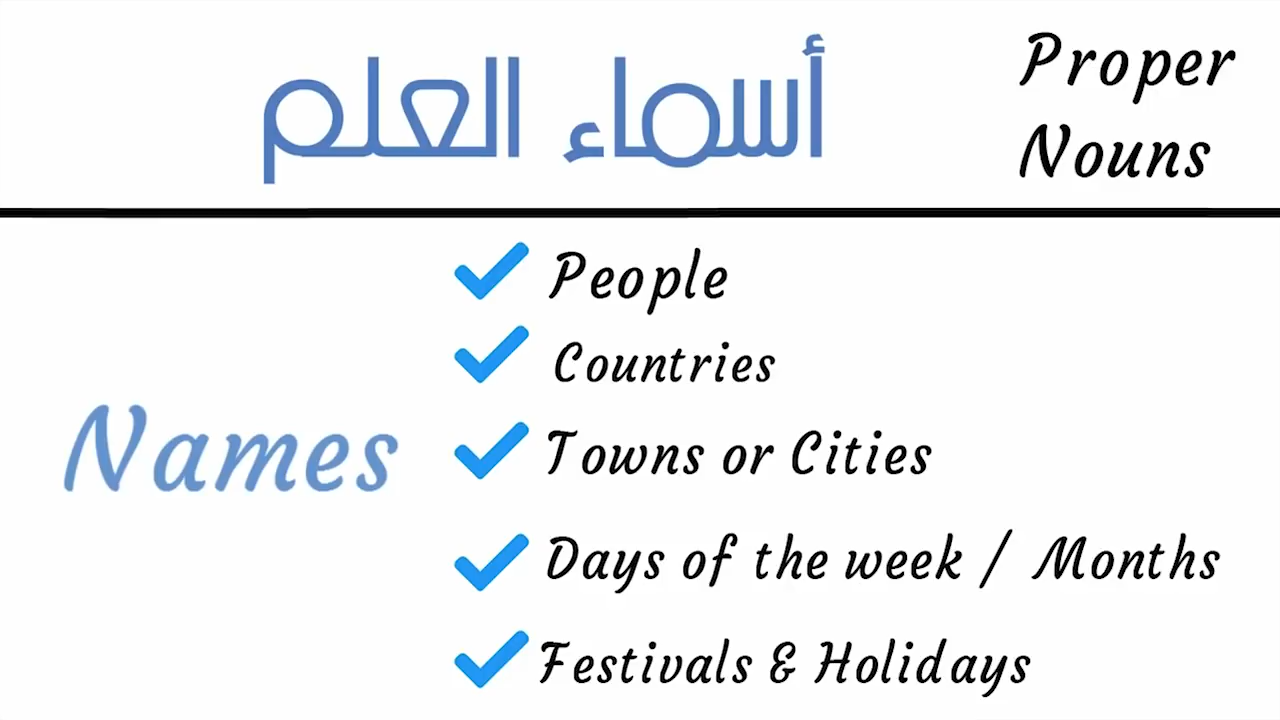 أسماء العلم
Proper
Nouns
Names
People
Countries
Towns or Cities
Days of the week / Months
Festivals & Holidays